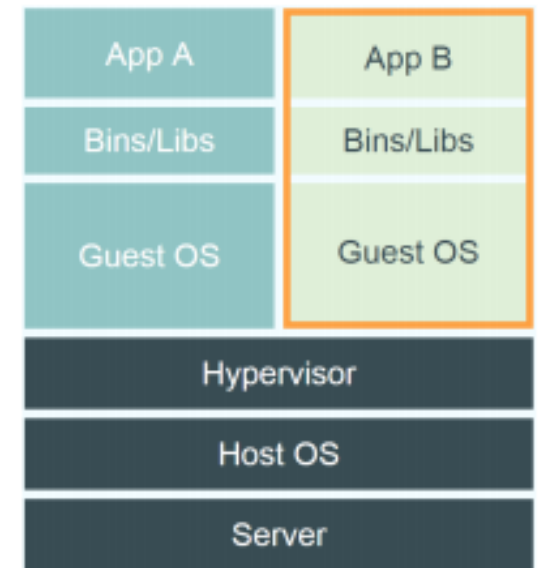 App A
App B
Bins/Libs
Bins/Libs
Guest OS
Guest OS
Hypervisor
Host OS
Server